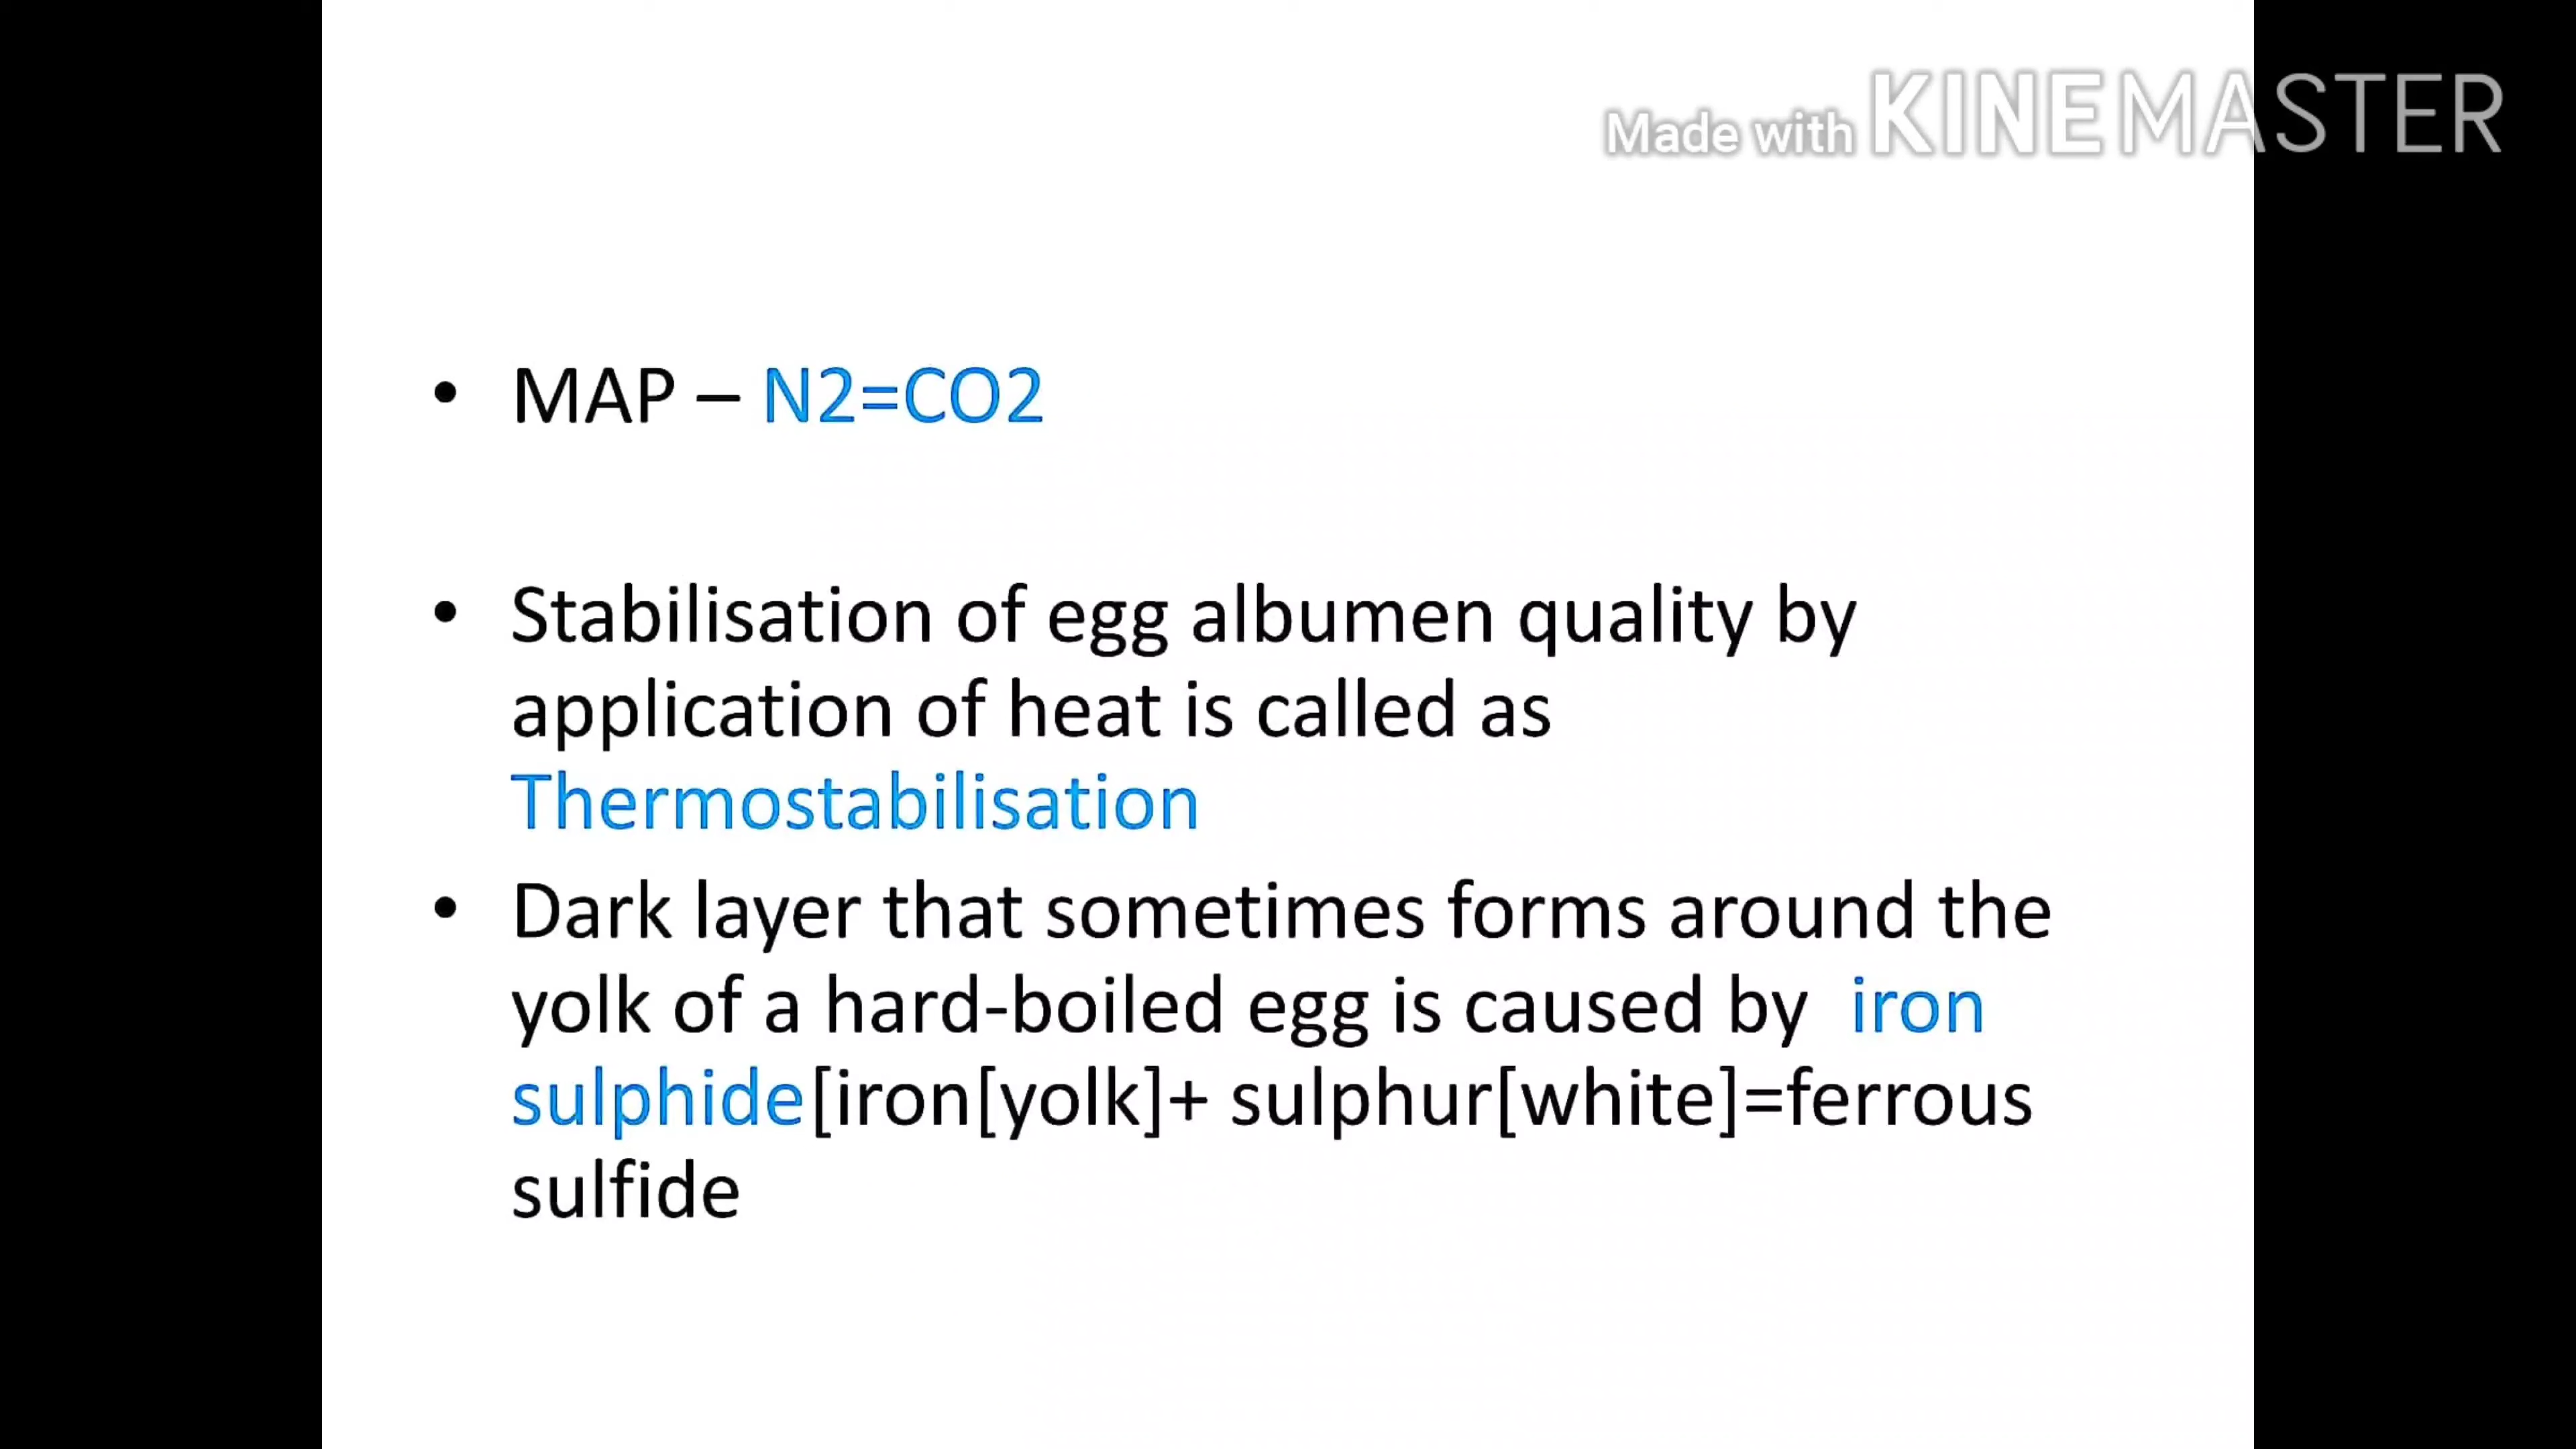 Made with KINEMASTER
• MAP – N2=CO2
• Stabilisation of egg albumen quality by
application of heat is called as
Thermostabilisation
• Dark layer that sometimes forms around the
yolk of a hard-boiled egg is caused by iron
sulphide[iron[yolk]+ sulphur[white]=ferrous
sulfide